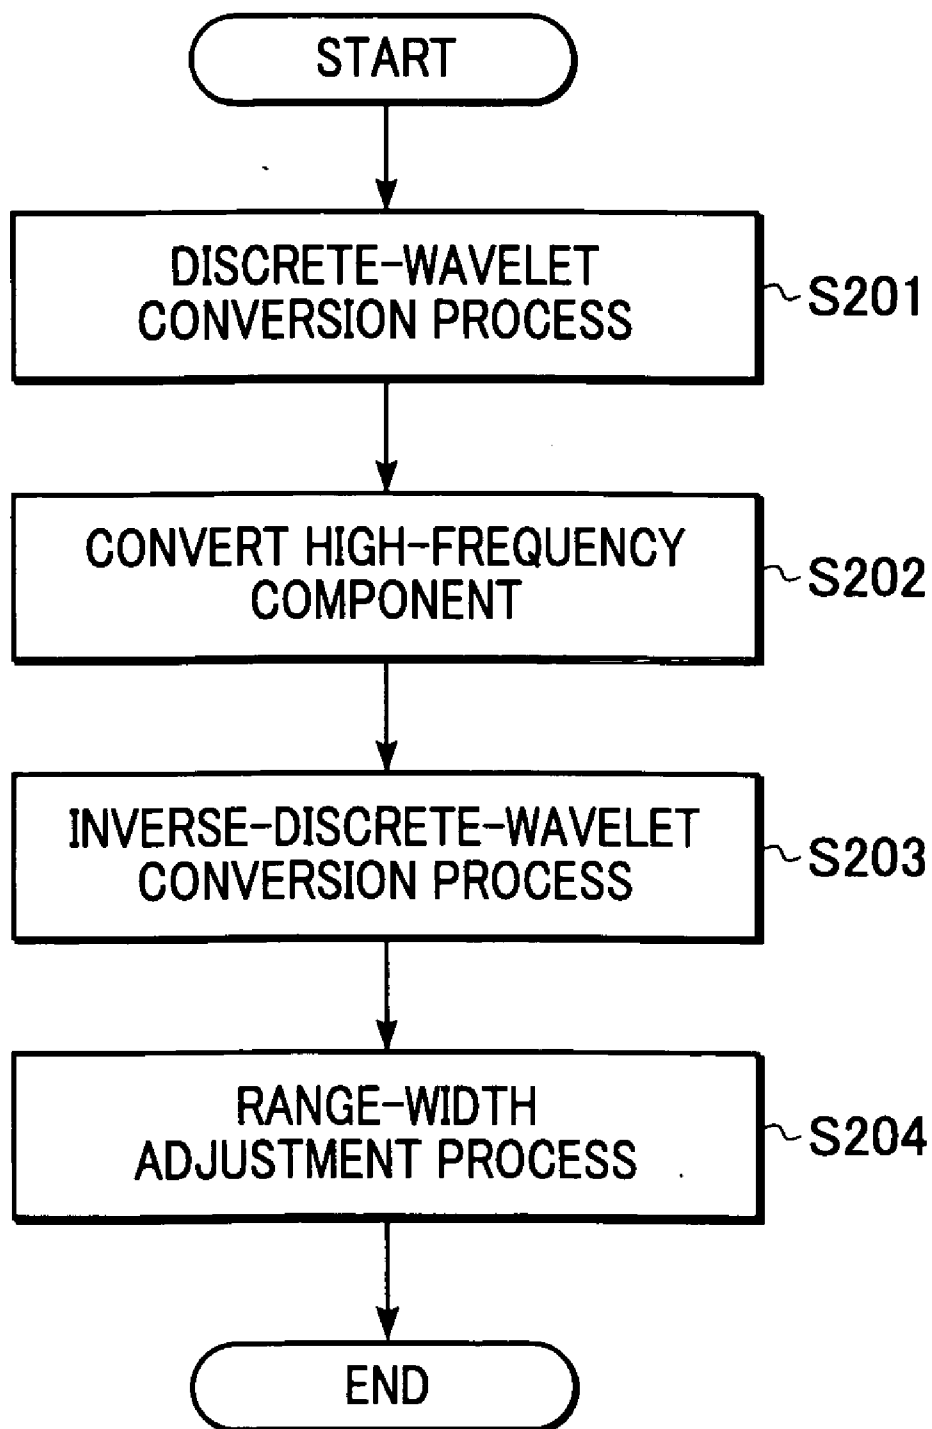 START
DISCRETE-WAVELET
CONVERSION PROCESS
S201
CONVERT HIGH-FREQUENCY
COMPONENT
S202
INVERSE-DISCRETE-WAVELET
CONVERSION PROCESS
S203
RANGE-WIDTH
ADJUSTMENT PROCESS
S204
END